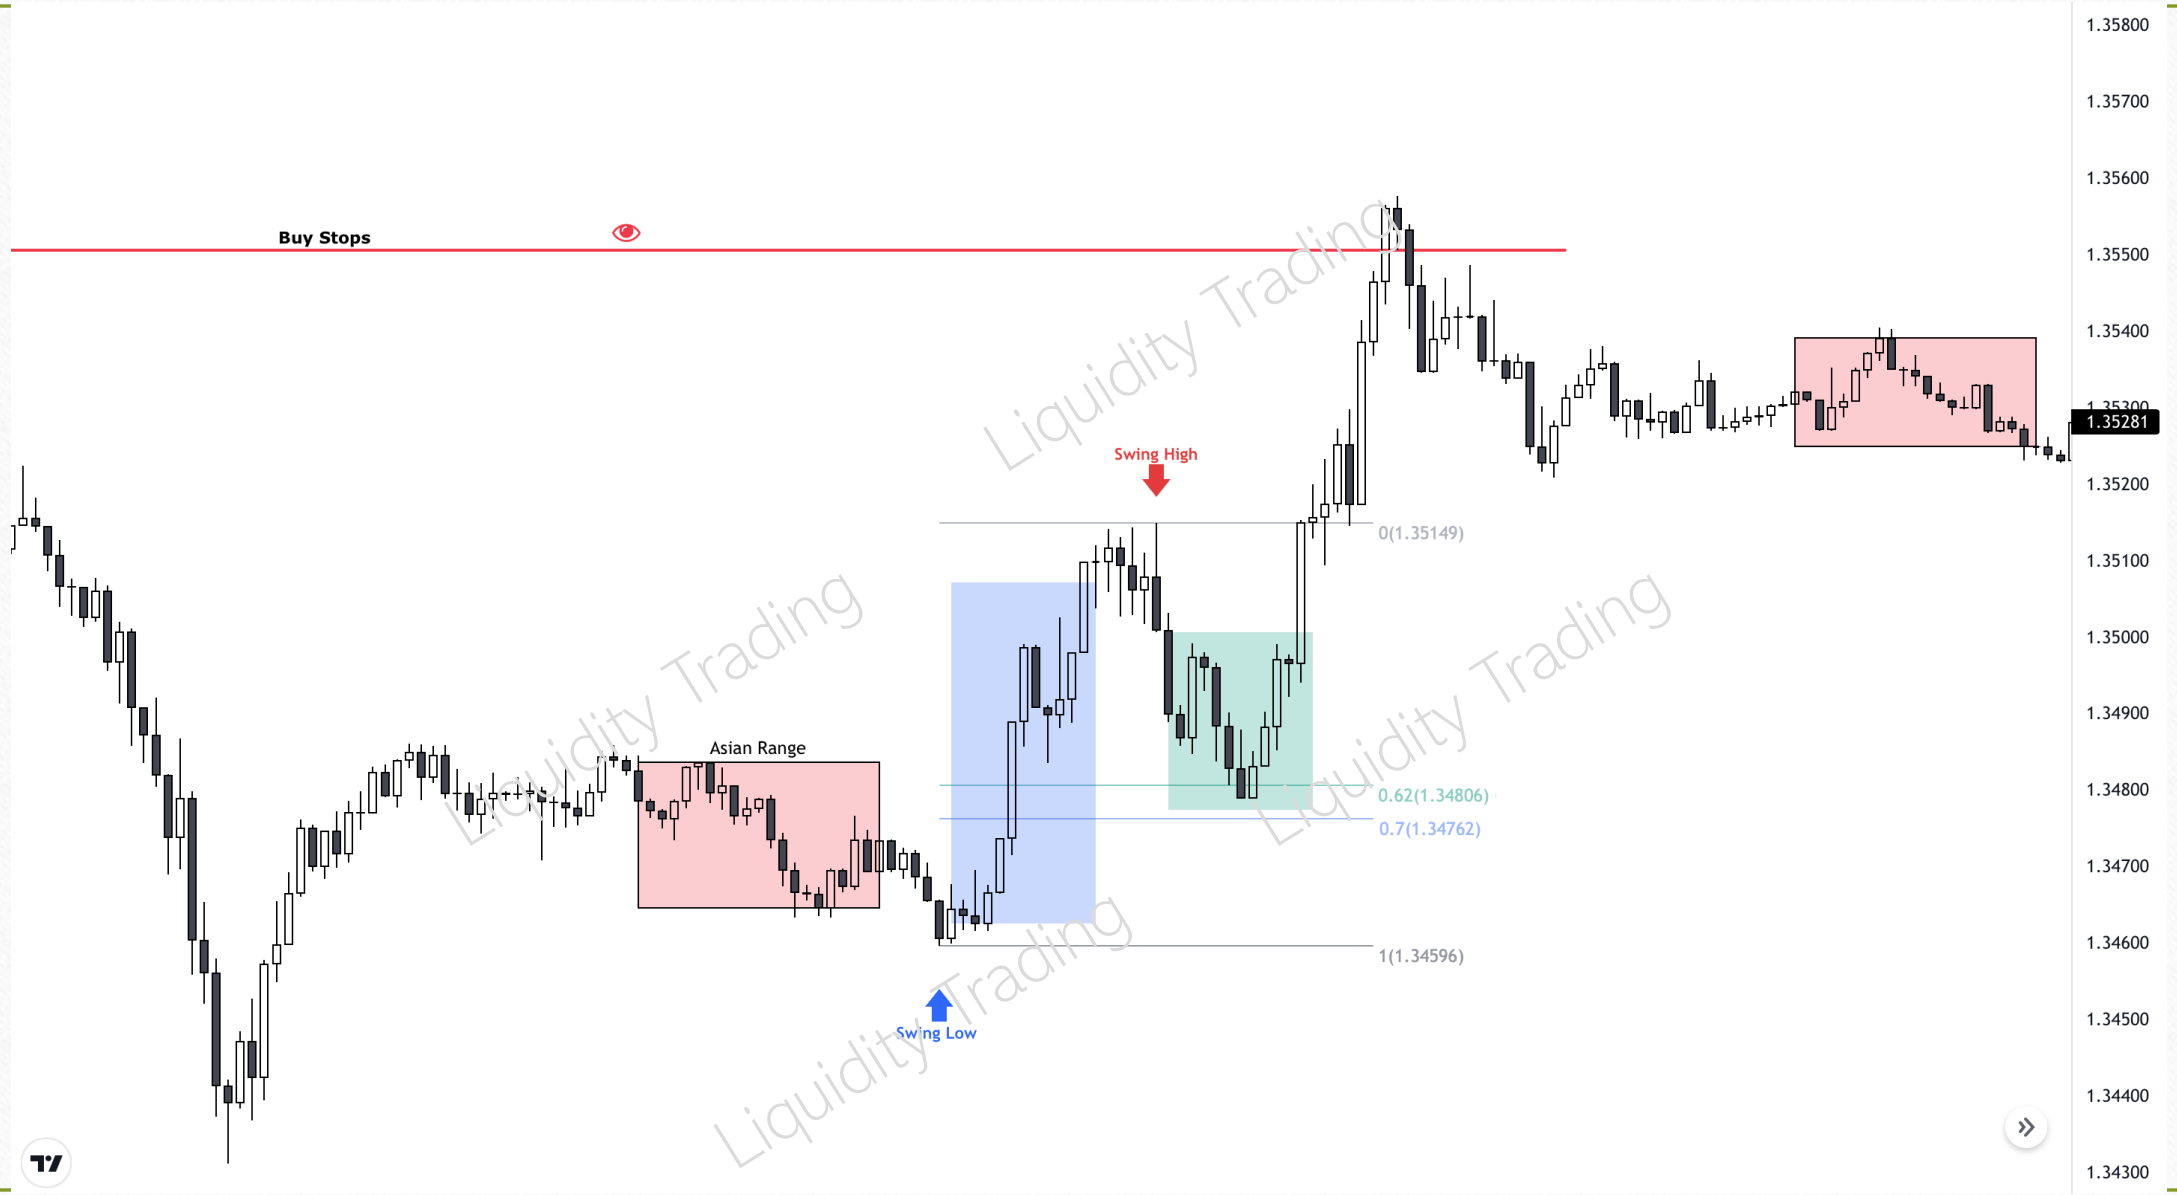 1.35800
1.35700
1.35600
Buy Stops
1.35500
Liquidity Trading
1.35400
1.35300
1.35281
Swing High
1.35200
0(1.35149)
1.35100
Liquidity Trading
Liquidity Trading
1.35000
1.34900
Asian Range
1.34800
0.62(1.34806)
0.7(1.34762)
1.34700
1.34600
1(1.34596)
Liquidity Trading
Swing Low
1.34500
1.34400
1.34300